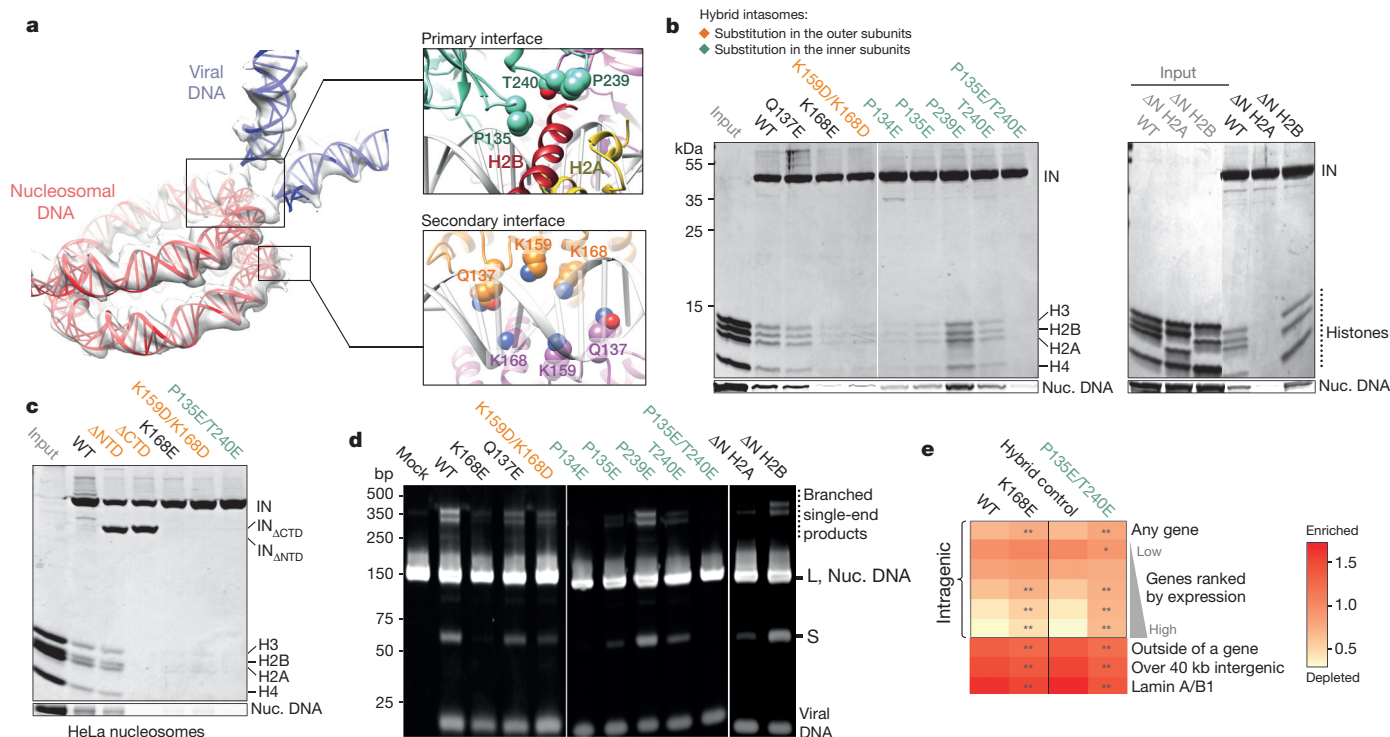 a
Viral
DNA
Nucleosomal
DNA
Primary interface
T240
P239
P135
H2B
H2A
Secondary interface
K159
K168
Q137
K168
K159
Q137
b
Hybrid intasomes:
Substitution in the outer subunits
Substitution in the inner subunits
Input
WT
Q137E
K168E
K159D/K168D
P134E
P135E
P239E
T240E
P135E/T240E
kDa
55
35
25
15
IN
H3
H2B
H2A
H4
Nuc. DNA
Input
WT
ΔN H2A
ΔN H2B
WT
ΔN H2A
ΔN H2B
IN
Histones
Nuc. DNA
c
Input
WT
ΔNTD
ΔCTD
K168E
K159D/K168D
P135E/T240E
IN
INΔCTD
INΔNTD
H3
H2B
H2A
H4
Nuc. DNA
HeLa nucleosomes
d
Mock
WT
K168E
Q137E
K159D/K168D
P134E
P135E
P239E
T240E
P135E/T240E
ΔN H2A
ΔN H2B
bp
500
350
250
150
75
50
25
Branched
single-end
products
L, Nuc. DNA
S
Viral
DNA
e
WT
K168E
Hybrid control
P135E/T240E
Intragenic
** **
*
** **
** **
** **
** **
** **
** **
Any gene
Low
Genes ranked
by expression
High
Outside of a gene
Over 40 kb intergenic
Lamin A/B1
Enriched
1.5
1.0
0.5
Depleted